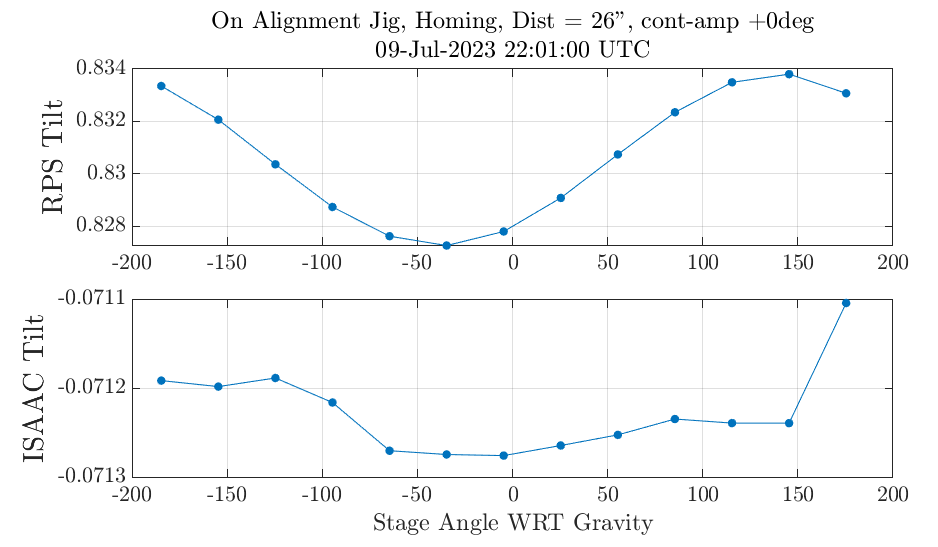 On Alignment Jig, Homing, Dist = 26”, cont-amp +0deg
09-Jul-2023 22:01:00 UTC
RPS Tilt
0.834
0.832
0.83
0.828
-200 -150 -100 -50 0 50 100 150 200
ISAAC Tilt
-0.0711
-0.0712
-0.0713
-200 -150 -100 -50 0 50 100 150 200
Stage Angle WRT Gravity